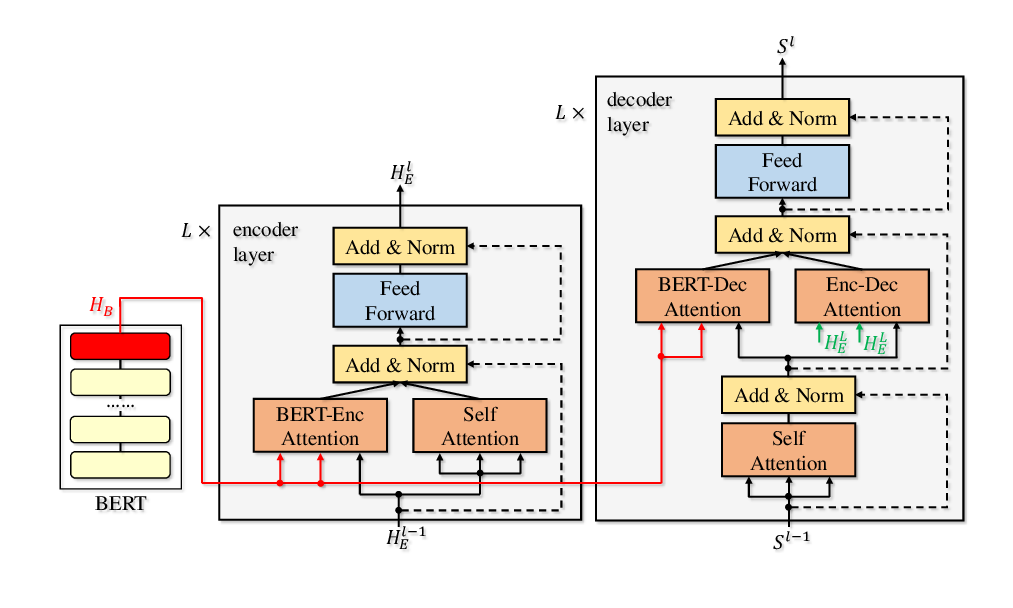 H_B
……
BERT
L ×
encoder
layer
H_E^l
Add & Norm
Feed
Forward
Add & Norm
BERT-Enc
Attention
Self
Attention
H_E^{l-1}
L ×
decoder
layer
S^l
Add & Norm
Feed
Forward
Add & Norm
BERT-Dec
Attention
Enc-Dec
Attention
H_E^L H_E^L
Add & Norm
Self
Attention
S^{l-1}